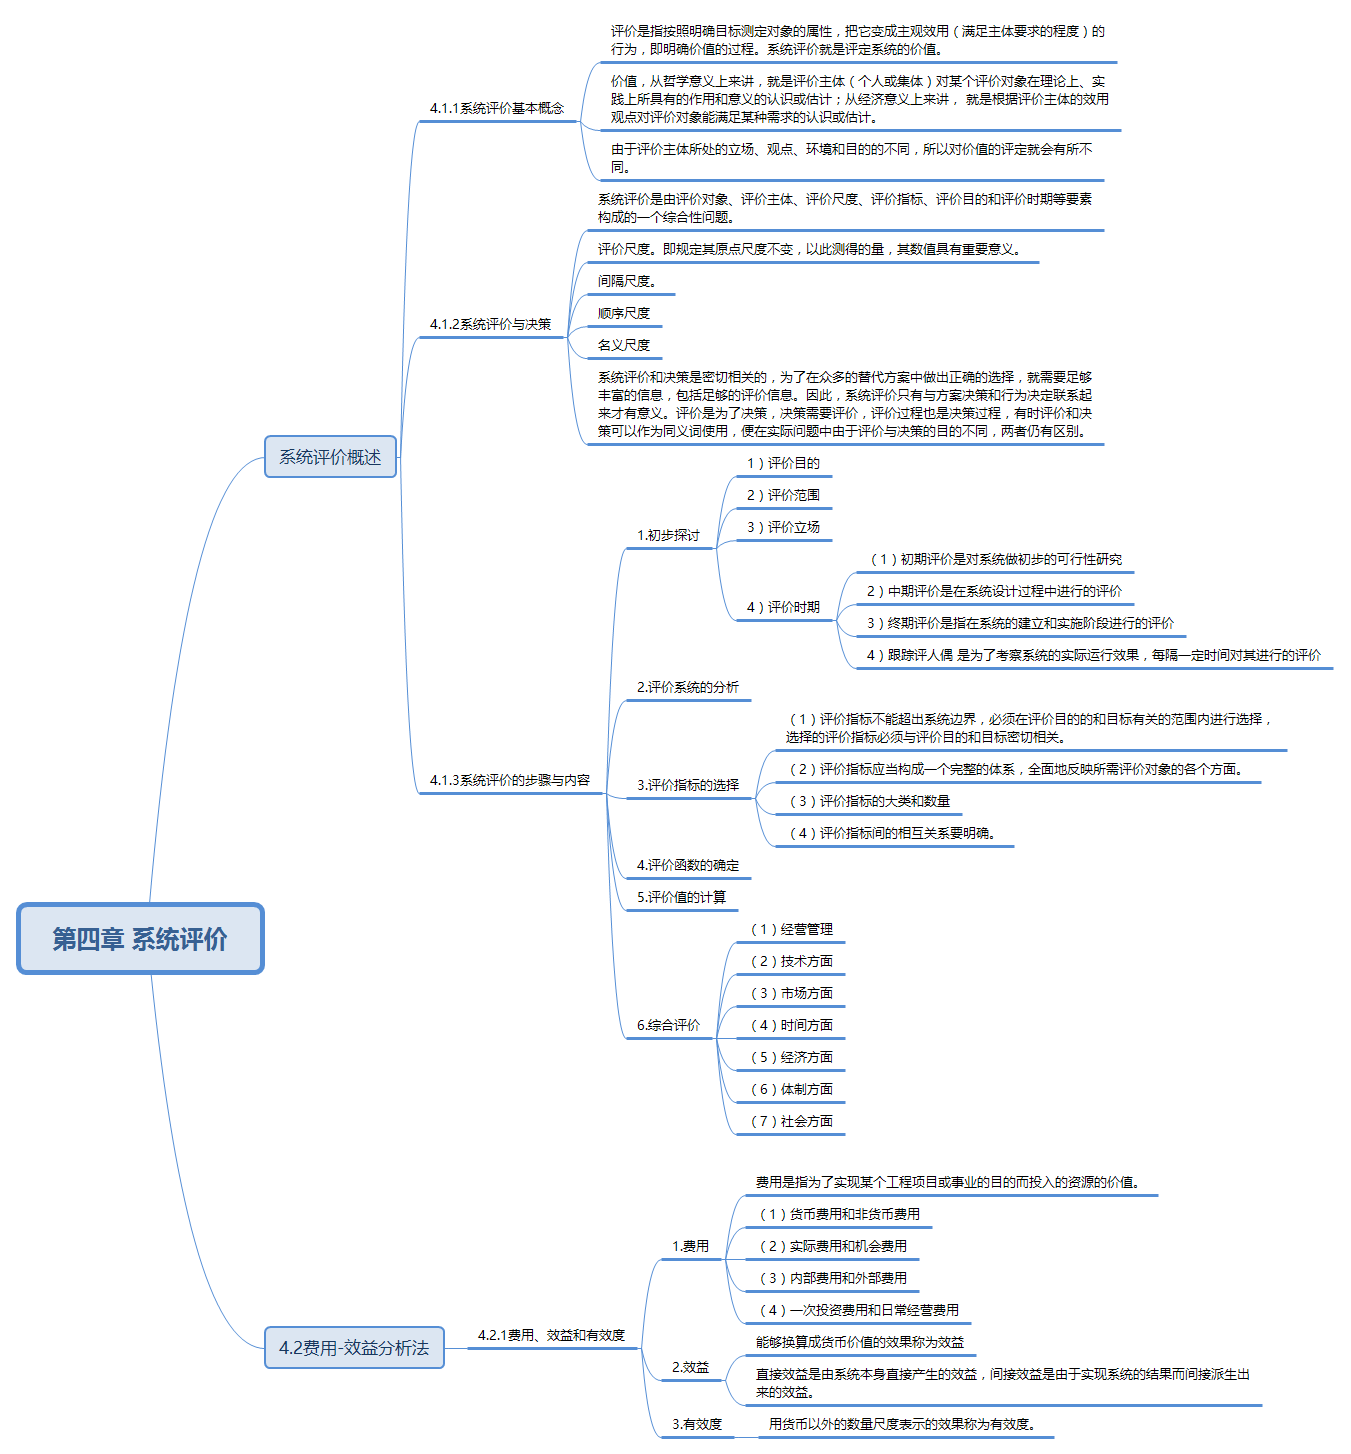 第四章 系统评价
系统评价概述
4.1.1系统评价基本概念
评价是指按照明确目标测定对象的属性，把它变成主观效用（满足主体要求的程度）的
行为，即明确价值的过程。系统评价就是评定系统的价值。
价值，从哲学意义上来讲，就是评价主体（个人或集体）对某个评价对象在理论上、实
践上所具有的作用和意义的认识或估计；从经济意义上来讲， 就是根据评价主体的效用
观点对评价对象能满足某种需求的认识或估计。
由于评价主体所处的立场、观点、环境和目的的不同，所以对价值的评定就会有所不
同。
4.1.2系统评价与决策
系统评价是由评价对象、评价主体、评价尺度、评价指标、评价目的和评价时期等要素
构成的一个综合性问题。
评价尺度。即规定其原点尺度不变，以此测得的量，其数值具有重要意义。
间隔尺度。
顺序尺度
名义尺度
系统评价和决策是密切相关的，为了在众多的替代方案中做出正确的选择，就需要足够
丰富的信息，包括足够的评价信息。因此，系统评价只有与方案决策和行为决定联系起
来才有意义。评价是为了决策，决策需要评价，评价过程也是决策过程，有时评价和决
策可以作为同义词使用，便在实际问题中由于评价与决策的目的不同，两者仍有区别。
4.1.3系统评价的步骤与内容
1.初步探讨
1）评价目的
2）评价范围
3）评价立场
4）评价时期
（1）初期评价是对系统做初步的可行性研究
2）中期评价是在系统设计过程中进行的评价
3）终期评价是指在系统的建立和实施阶段进行的评价
4）跟踪评人偶 是为了考察系统的实际运行效果，每隔一定时间对其进行的评价
2.评价系统的分析
3.评价指标的选择
（1）评价指标不能超出系统边界，必须在评价目的的和目标有关的范围内进行选择，
选择的评价指标必须与评价目的和目标密切相关。
（2）评价指标应当构成一个完整的体系，全面地反映所需评价对象的各个方面。
（3）评价指标的大类和数量
（4）评价指标间的相互关系要明确。
4.评价函数的确定
5.评价值的计算
6.综合评价
（1）经营管理
（2）技术方面
（3）市场方面
（4）时间方面
（5）经济方面
（6）体制方面
（7）社会方面
4.2费用-效益分析法
4.2.1费用、效益和有效度
1.费用
费用是指为了实现某个工程项目或事业的目的而投入的资源的价值。
（1）货币费用和非货币费用
（2）实际费用和机会费用
（3）内部费用和外部费用
（4）一次投资费用和日常经营费用
2.效益
能够换算成货币价值的效果称为效益
直接效益是由系统本身直接产生的效益，间接效益是由于实现系统的结果而间接派生出
来的效益。
3.有效度
用货币以外的数量尺度表示的效果称为有效度。